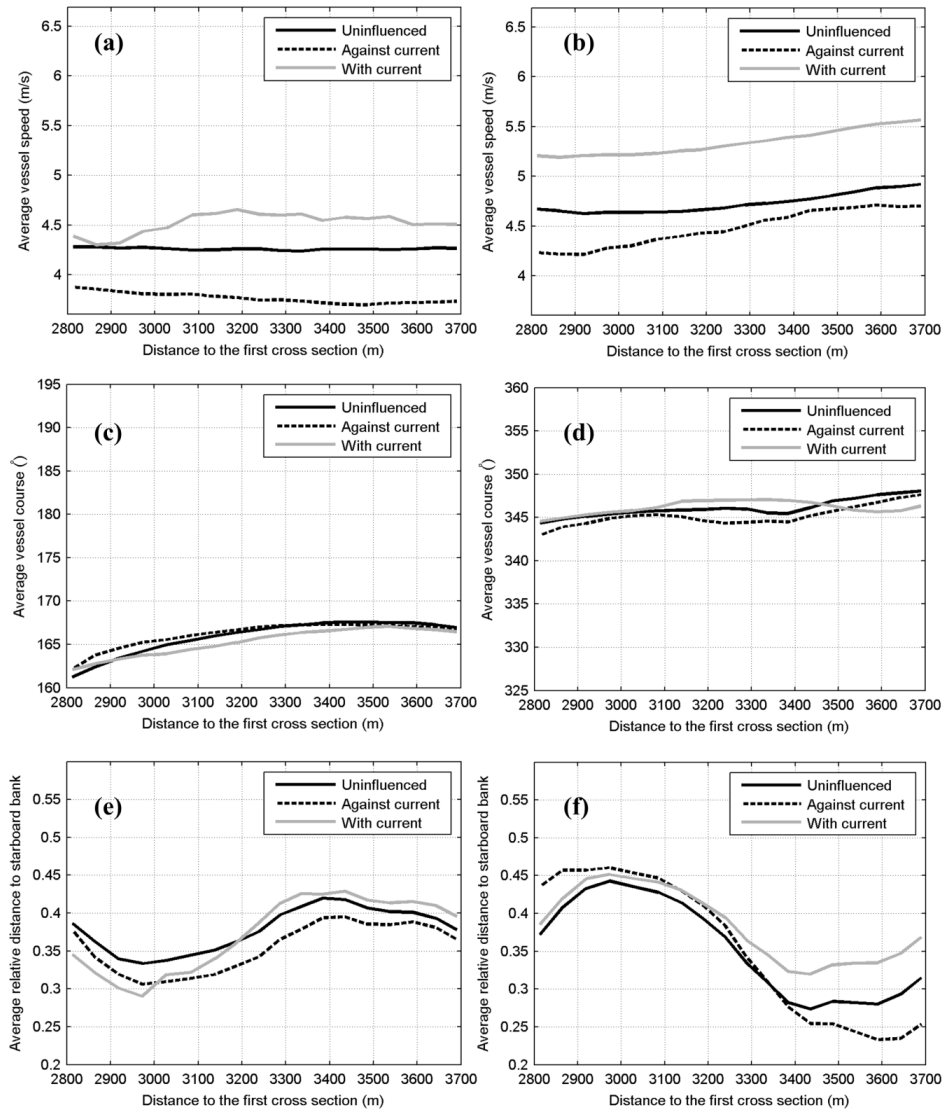 (a)
Uninfluenced
Against current
With current
Average vessel speed (m/s)
6.5
6
5.5
5
4.5
4
2800 2900 3000 3100 3200 3300 3400 3500 3600 3700
Distance to the first cross section (m)
(b)
Uninfluenced
Against current
With current
Average vessel speed (m/s)
6.5
6
5.5
5
4.5
4
2800 2900 3000 3100 3200 3300 3400 3500 3600 3700
Distance to the first cross section (m)
(c)
Uninfluenced
Against current
With current
Average vessel course (°)
195
190
185
180
175
170
165
160
2800 2900 3000 3100 3200 3300 3400 3500 3600 3700
Distance to the first cross section (m)
(d)
Uninfluenced
Against current
With current
Average vessel course (°)
360
355
350
345
340
335
330
325
2800 2900 3000 3100 3200 3300 3400 3500 3600 3700
Distance to the first cross section (m)
(e)
Uninfluenced
Against current
With current
Average relative distance to starboard bank
0.55
0.5
0.45
0.4
0.35
0.3
0.25
0.2
2800 2900 3000 3100 3200 3300 3400 3500 3600 3700
Distance to the first cross section (m)
(f)
Uninfluenced
Against current
With current
Average relative distance to starboard bank
0.55
0.5
0.45
0.4
0.35
0.3
0.25
0.2
2800 2900 3000 3100 3200 3300 3400 3500 3600 3700
Distance to the first cross section (m)